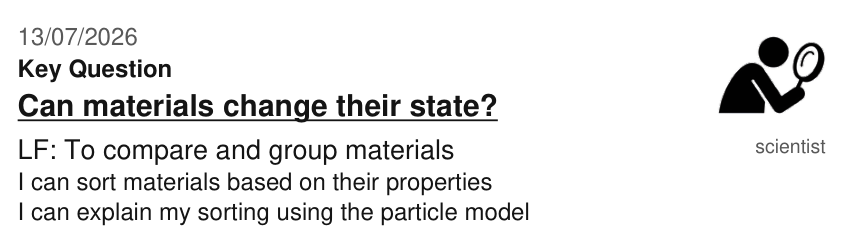 13/07/2026
Key Question
Can materials change their state?
LF: To compare and group materials
scientist
I can sort materials based on their properties
I can explain my sorting using the particle model